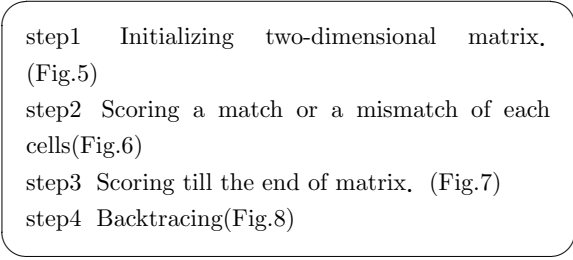 step1 Initializing two-dimensional matrix.
(Fig.5)
step2 Scoring a match or a mismatch of each
cells(Fig.6)
step3 Scoring till the end of matrix. (Fig.7)
step4 Backtracing(Fig.8)